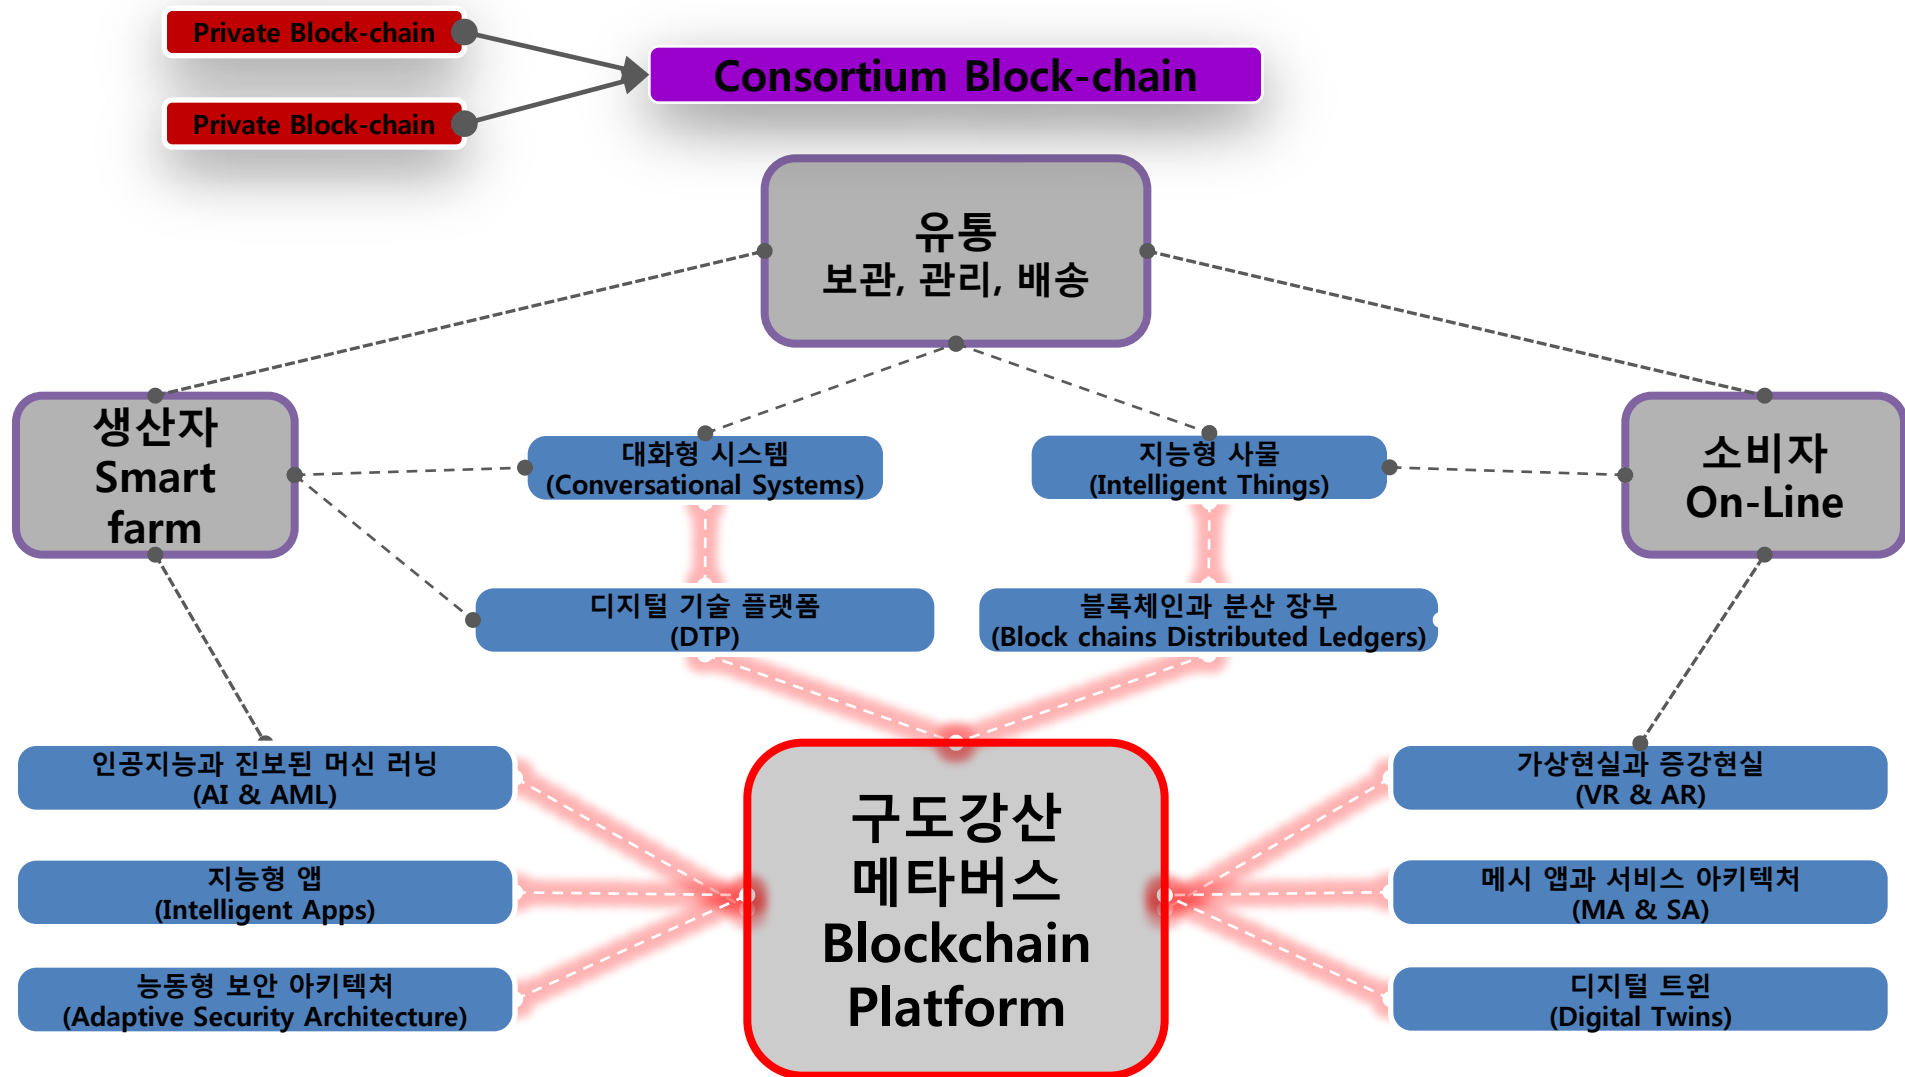 Private Block-chain
Consortium Block-chain
Private Block-chain
유통
보관, 관리, 배송
생산자
Smart
farm
대화형 시스템
(Conversational Systems)
지능형 사물
(Intelligent Things)
소비자
On-Line
디지털 기술 플랫폼
(DTP)
블록체인과 분산 장부
(Block chains Distributed Ledgers)
인공지능과 진보된 머신 러닝
(AI & AML)
지능형 앱
(Intelligent Apps)
능동형 보안 아키텍처
(Adaptive Security Architecture)
구도강산
메타버스
Blockchain
Platform
가상현실과 증강현실
(VR & AR)
메시 앱과 서비스 아키텍처
(MA & SA)
디지털 트윈
(Digital Twins)